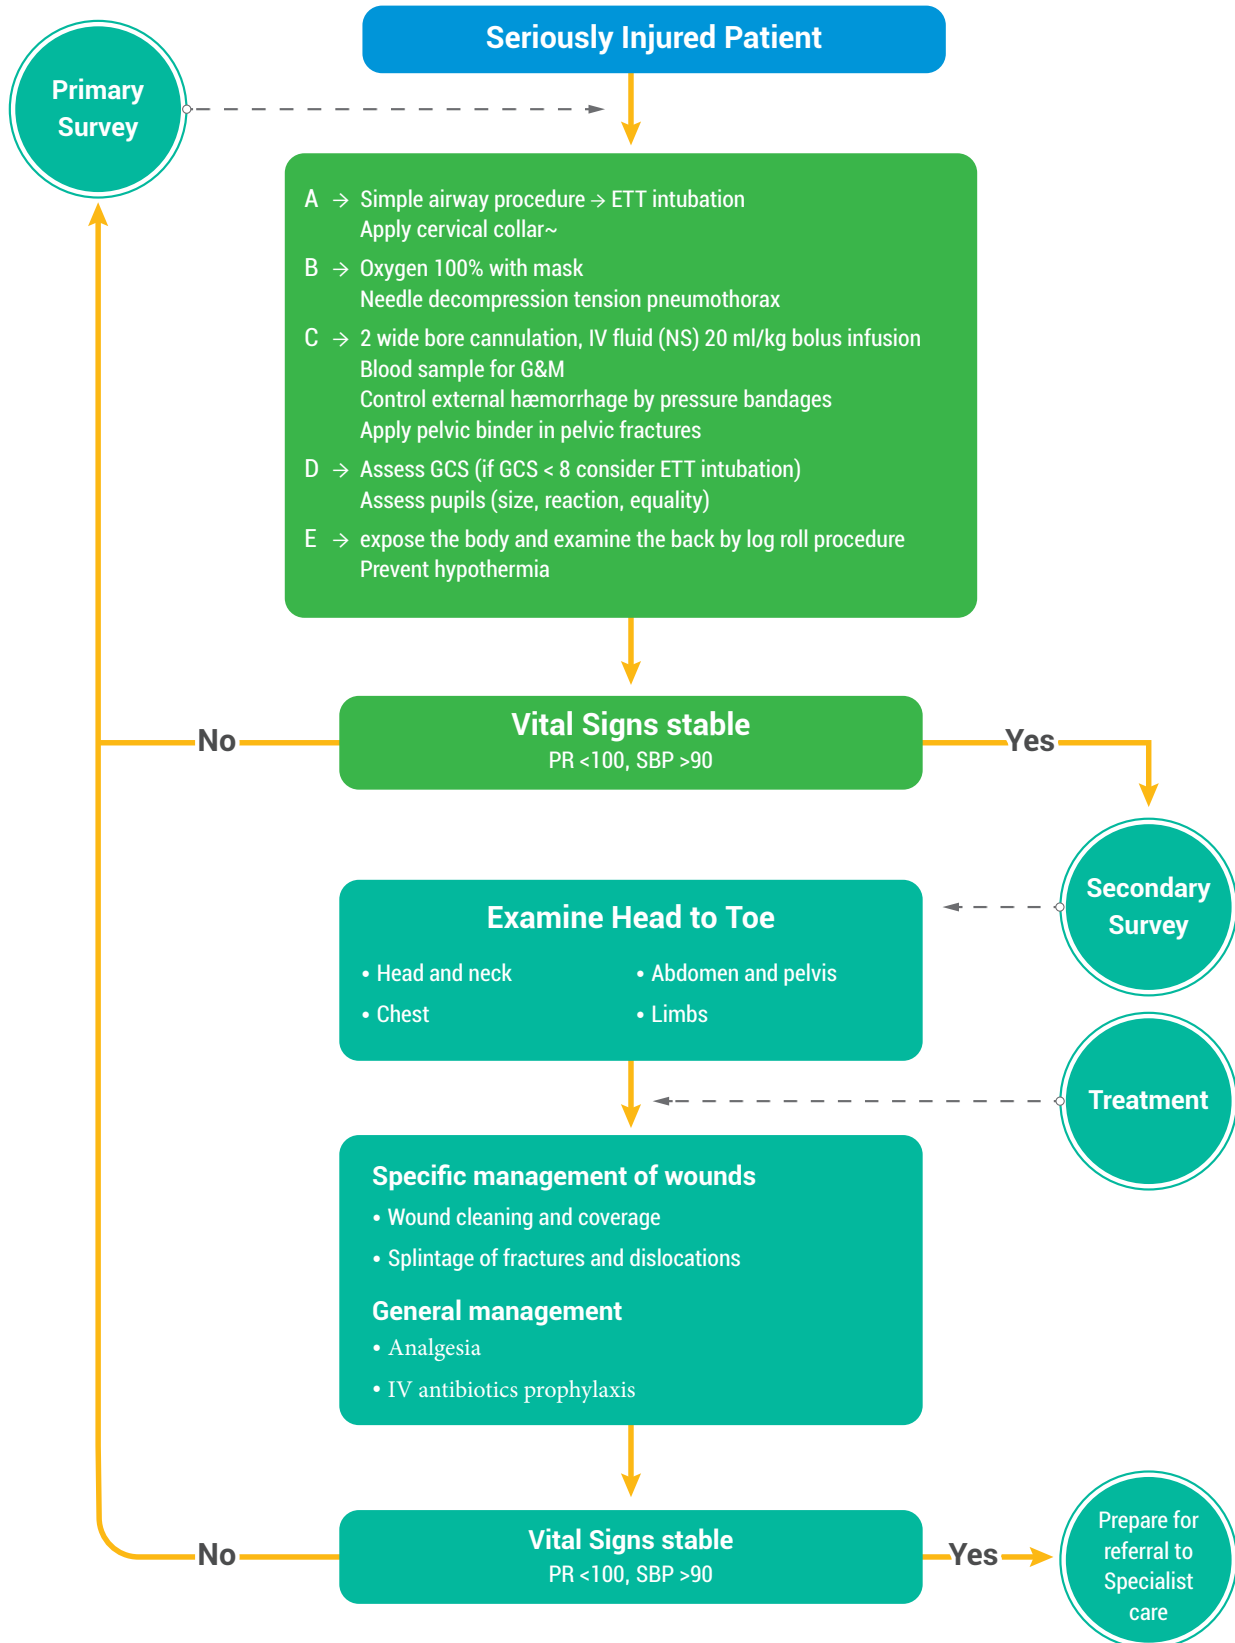 Seriously Injured Patient
Primary
Survey
A → Simple airway procedure → ETT intubation
Apply cervical collar~
B → Oxygen 100% with mask
Needle decompression tension pneumothorax
C → 2 wide bore cannulation, IV fluid (NS) 20 ml/kg bolus infusion
Blood sample for G&M
Control external hæmorrhage by pressure bandages
Apply pelvic binder in pelvic fractures
D → Assess GCS (if GCS < 8 consider ETT intubation)
Assess pupils (size, reaction, equality)
E → expose the body and examine the back by log roll procedure
Prevent hypothermia
Vital Signs stable
PR <100, SBP >90
No
Yes
Secondary
Survey
Examine Head to Toe
• Head and neck
• Chest
• Abdomen and pelvis
• Limbs
Treatment
Specific management of wounds
• Wound cleaning and coverage
• Splintage of fractures and dislocations
General management
• Analgesia
• IV antibiotics prophylaxis
Vital Signs stable
PR <100, SBP >90
No
Yes
Prepare for
referral to
Specialist
care